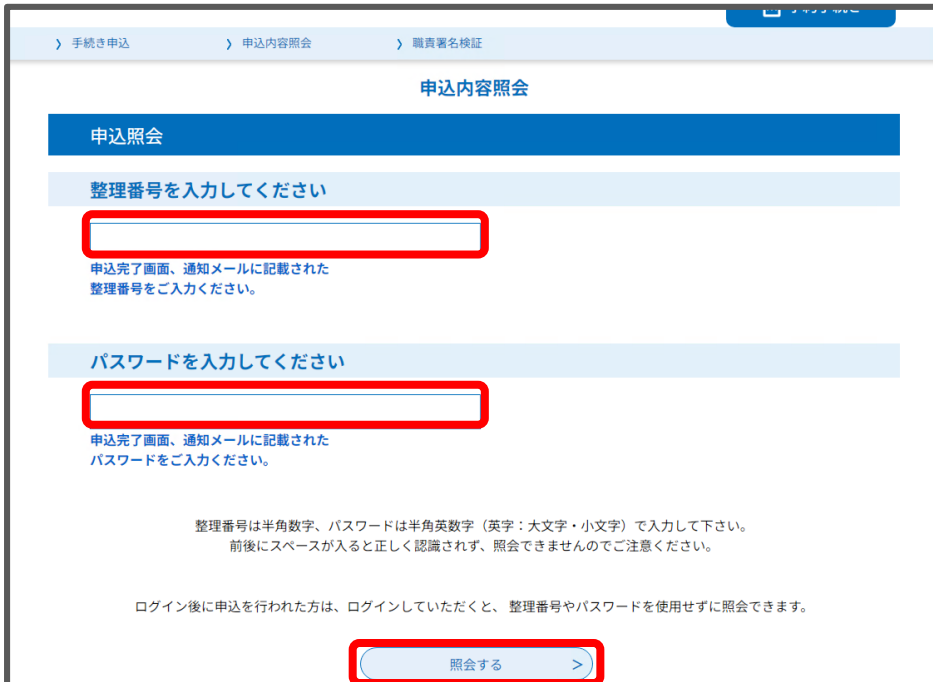 手続き申込
申込内容照会
職責署名検証
申込内容照会
申込照会
整理番号を入力してください
申込完了画面、通知メールに記載された
整理番号をご入力ください。
パスワードを入力してください
申込完了画面、通知メールに記載された
パスワードをご入力ください。
整理番号は半角数字、パスワードは半角英数字（英字：大文字・小文字）で入力して下さい。
前後にスペースが入ると正しく認識されず、照会できませんのでご注意ください。
ログイン後に申込を行われた方は、ログインしていただくと、 整理番号やパスワードを使用せずに照会できます。
照会する